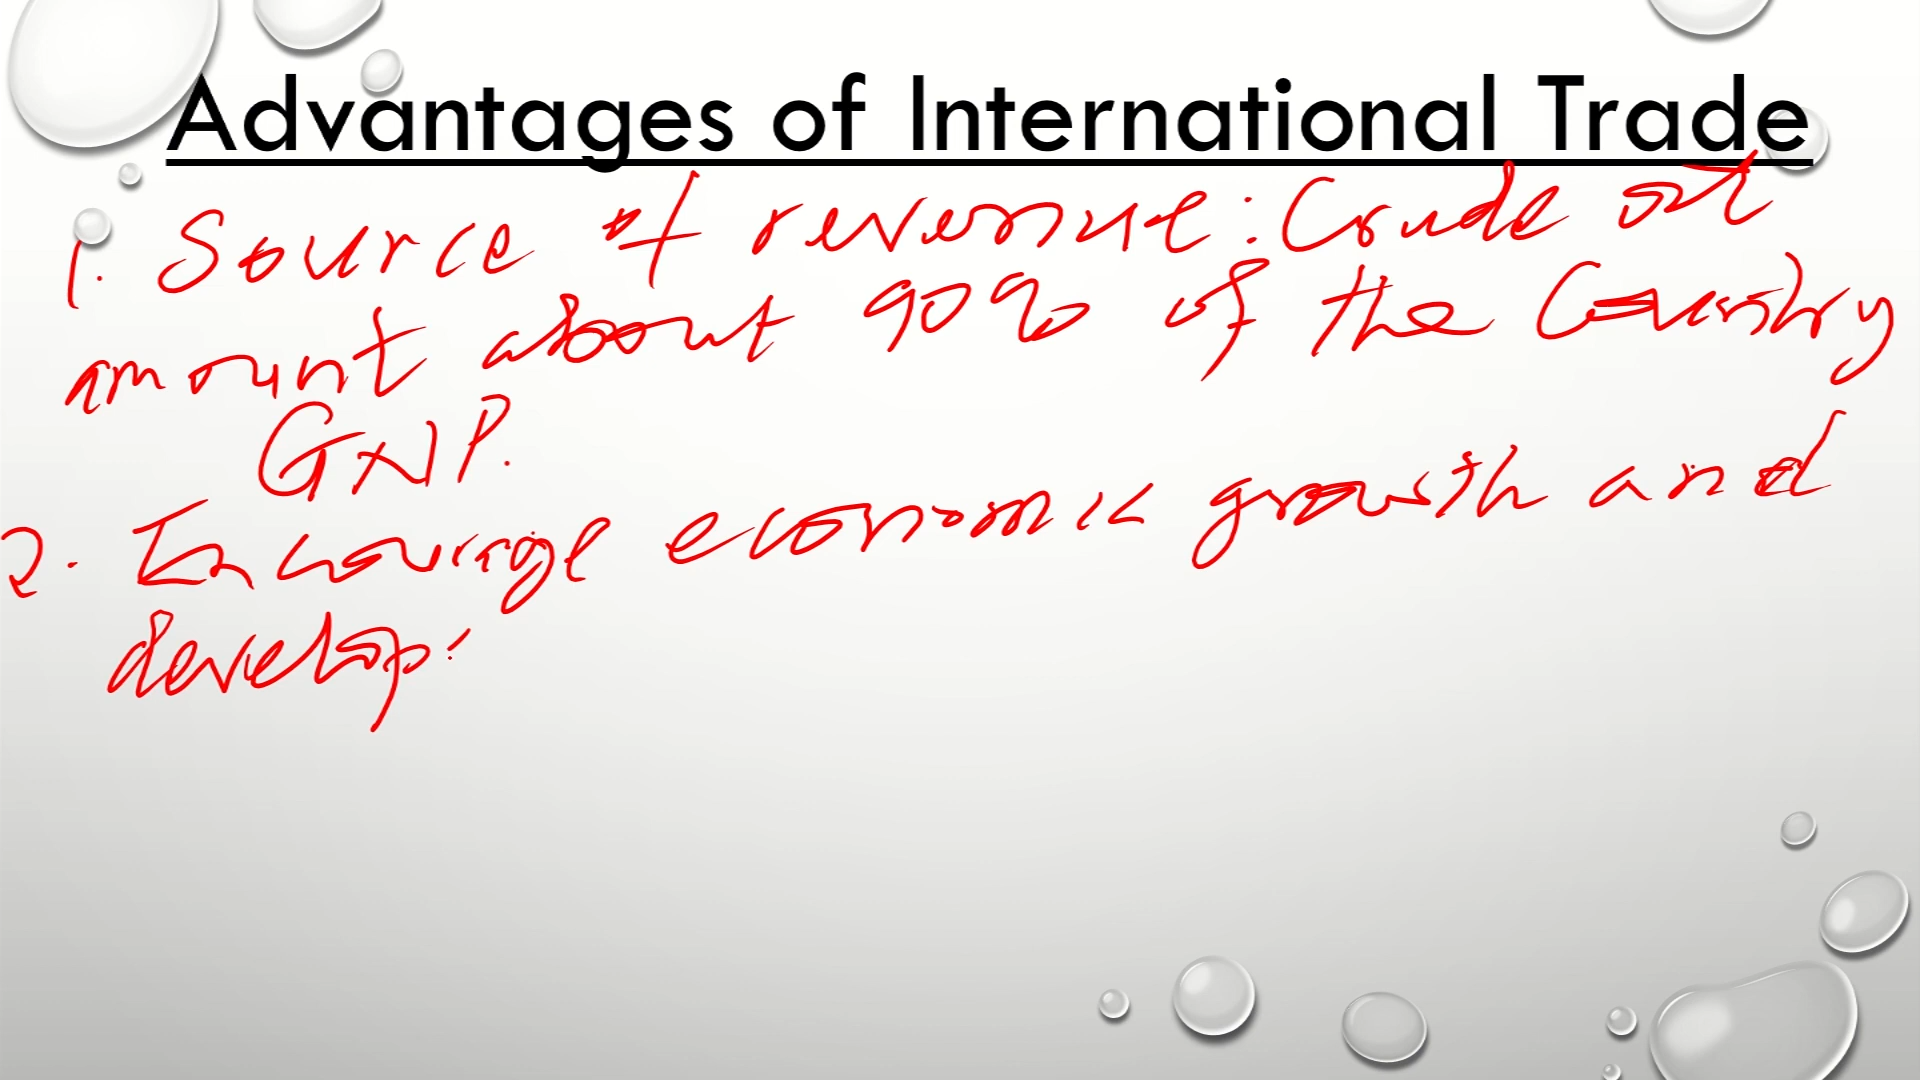 Advantages of International Trade
1. Source of revenue: Crude oil
amount about 90% of the Country
GNP.
2. Encourage economic growth and
develop.